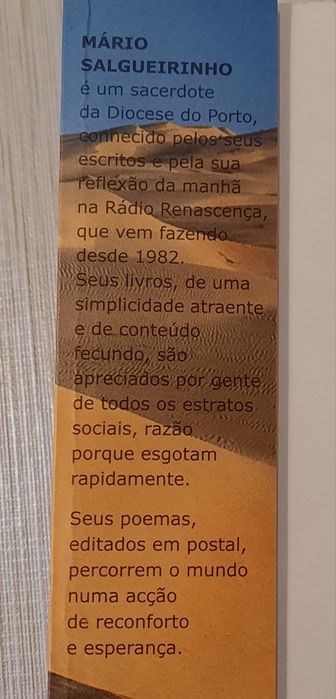 MÁRIO
SALGUEIRINHO
é um sacerdote
da Diocese do Porto,
conhecido pelos seus
escritos e pela sua
reflexão da manhã
na Rádio Renascença,
que vem fazendo
desde 1982.
Seus livros, de uma
simplicidade atraente
e de conteúdo
fecundo, são
apreciados por gente
de todos os estratos
sociais, razão
porque esgotam
rapidamente.
Seus poemas,
editados em postal,
percorrem o mundo
numa acção
de reconforto
e esperança.